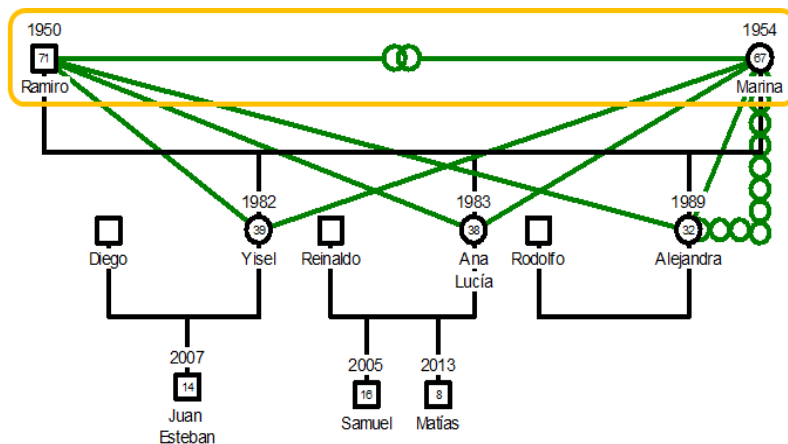 1950
1954
71
67
Ramiro
Marina
1982
1983
1989
39
38
32
Diego
Yisel
Reinaldo
Ana
Lucía
Rodolfo
Alejandra
2007
2005
2013
14
16
8
Juan
Esteban
Samuel
Matías